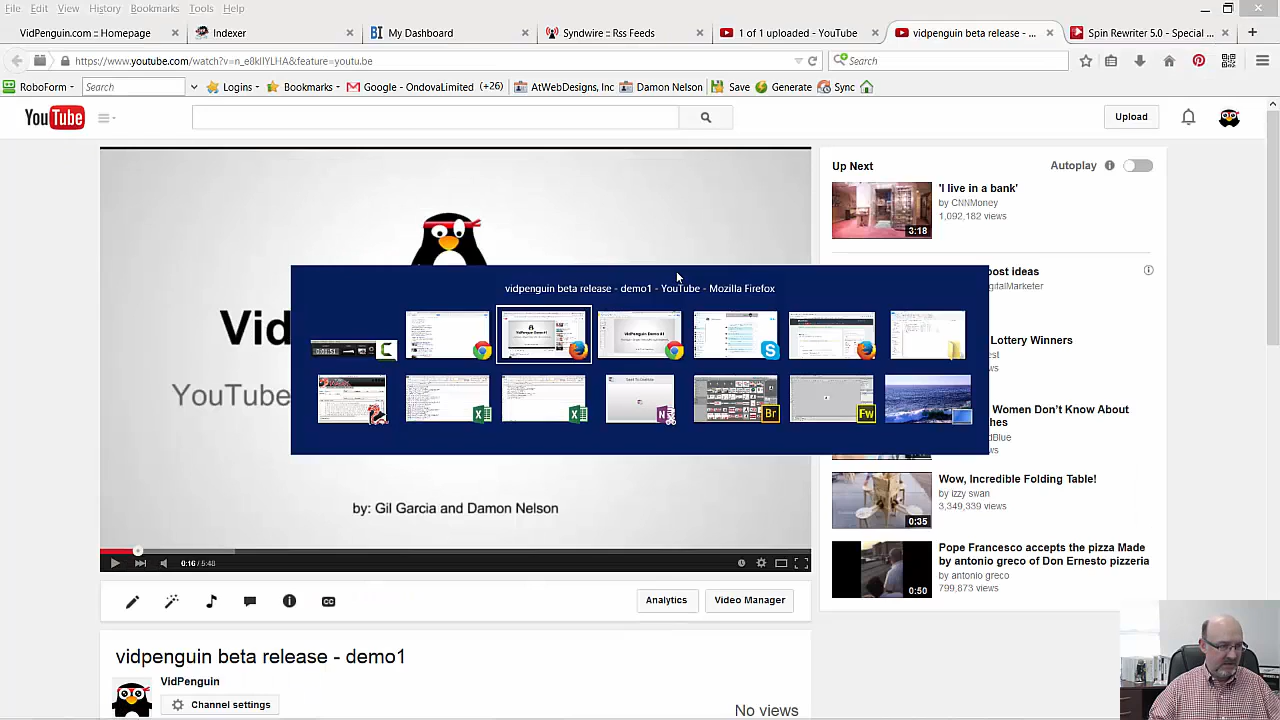 File Edit View History Bookmarks Tools Help
VidPenguin.com :: Homepage
Indexer
My Dashboard
Syndwire :: Rss Feeds
1 of 1 uploaded - YouTube
vidpenguin beta release - ...
Spin Rewriter 5.0 - Special ...
https://www.youtube.com/watch?v=n_e8kIIYLHA&feature=youtu.be
Search
RoboForm
Search
Logins
Bookmarks
Google - OndovaLimited (+26)
AtWebDesigns, Inc
Damon Nelson
Save
Generate
Sync
YouTube
Upload
Up Next
Autoplay
'I live in a bank'
by CNNMoney
1,092,182 views
3:18
post ideas
Lottery Winners
Women Don't Know About
Wow, Incredible Folding Table!
by izzy swan
3,349,339 views
0:35
Pope Francesco accepts the pizza Made
by antonio greco of Don Ernesto pizzeria
by antonio greco
799,873 views
0:50
vidpenguin beta release - demo1 - YouTube - Mozilla Firefox
Vid
YouTube
by: Gil Garcia and Damon Nelson
0:16 / 5:48
Analytics
Video Manager
vidpenguin beta release - demo1
VidPenguin
Channel settings
No views